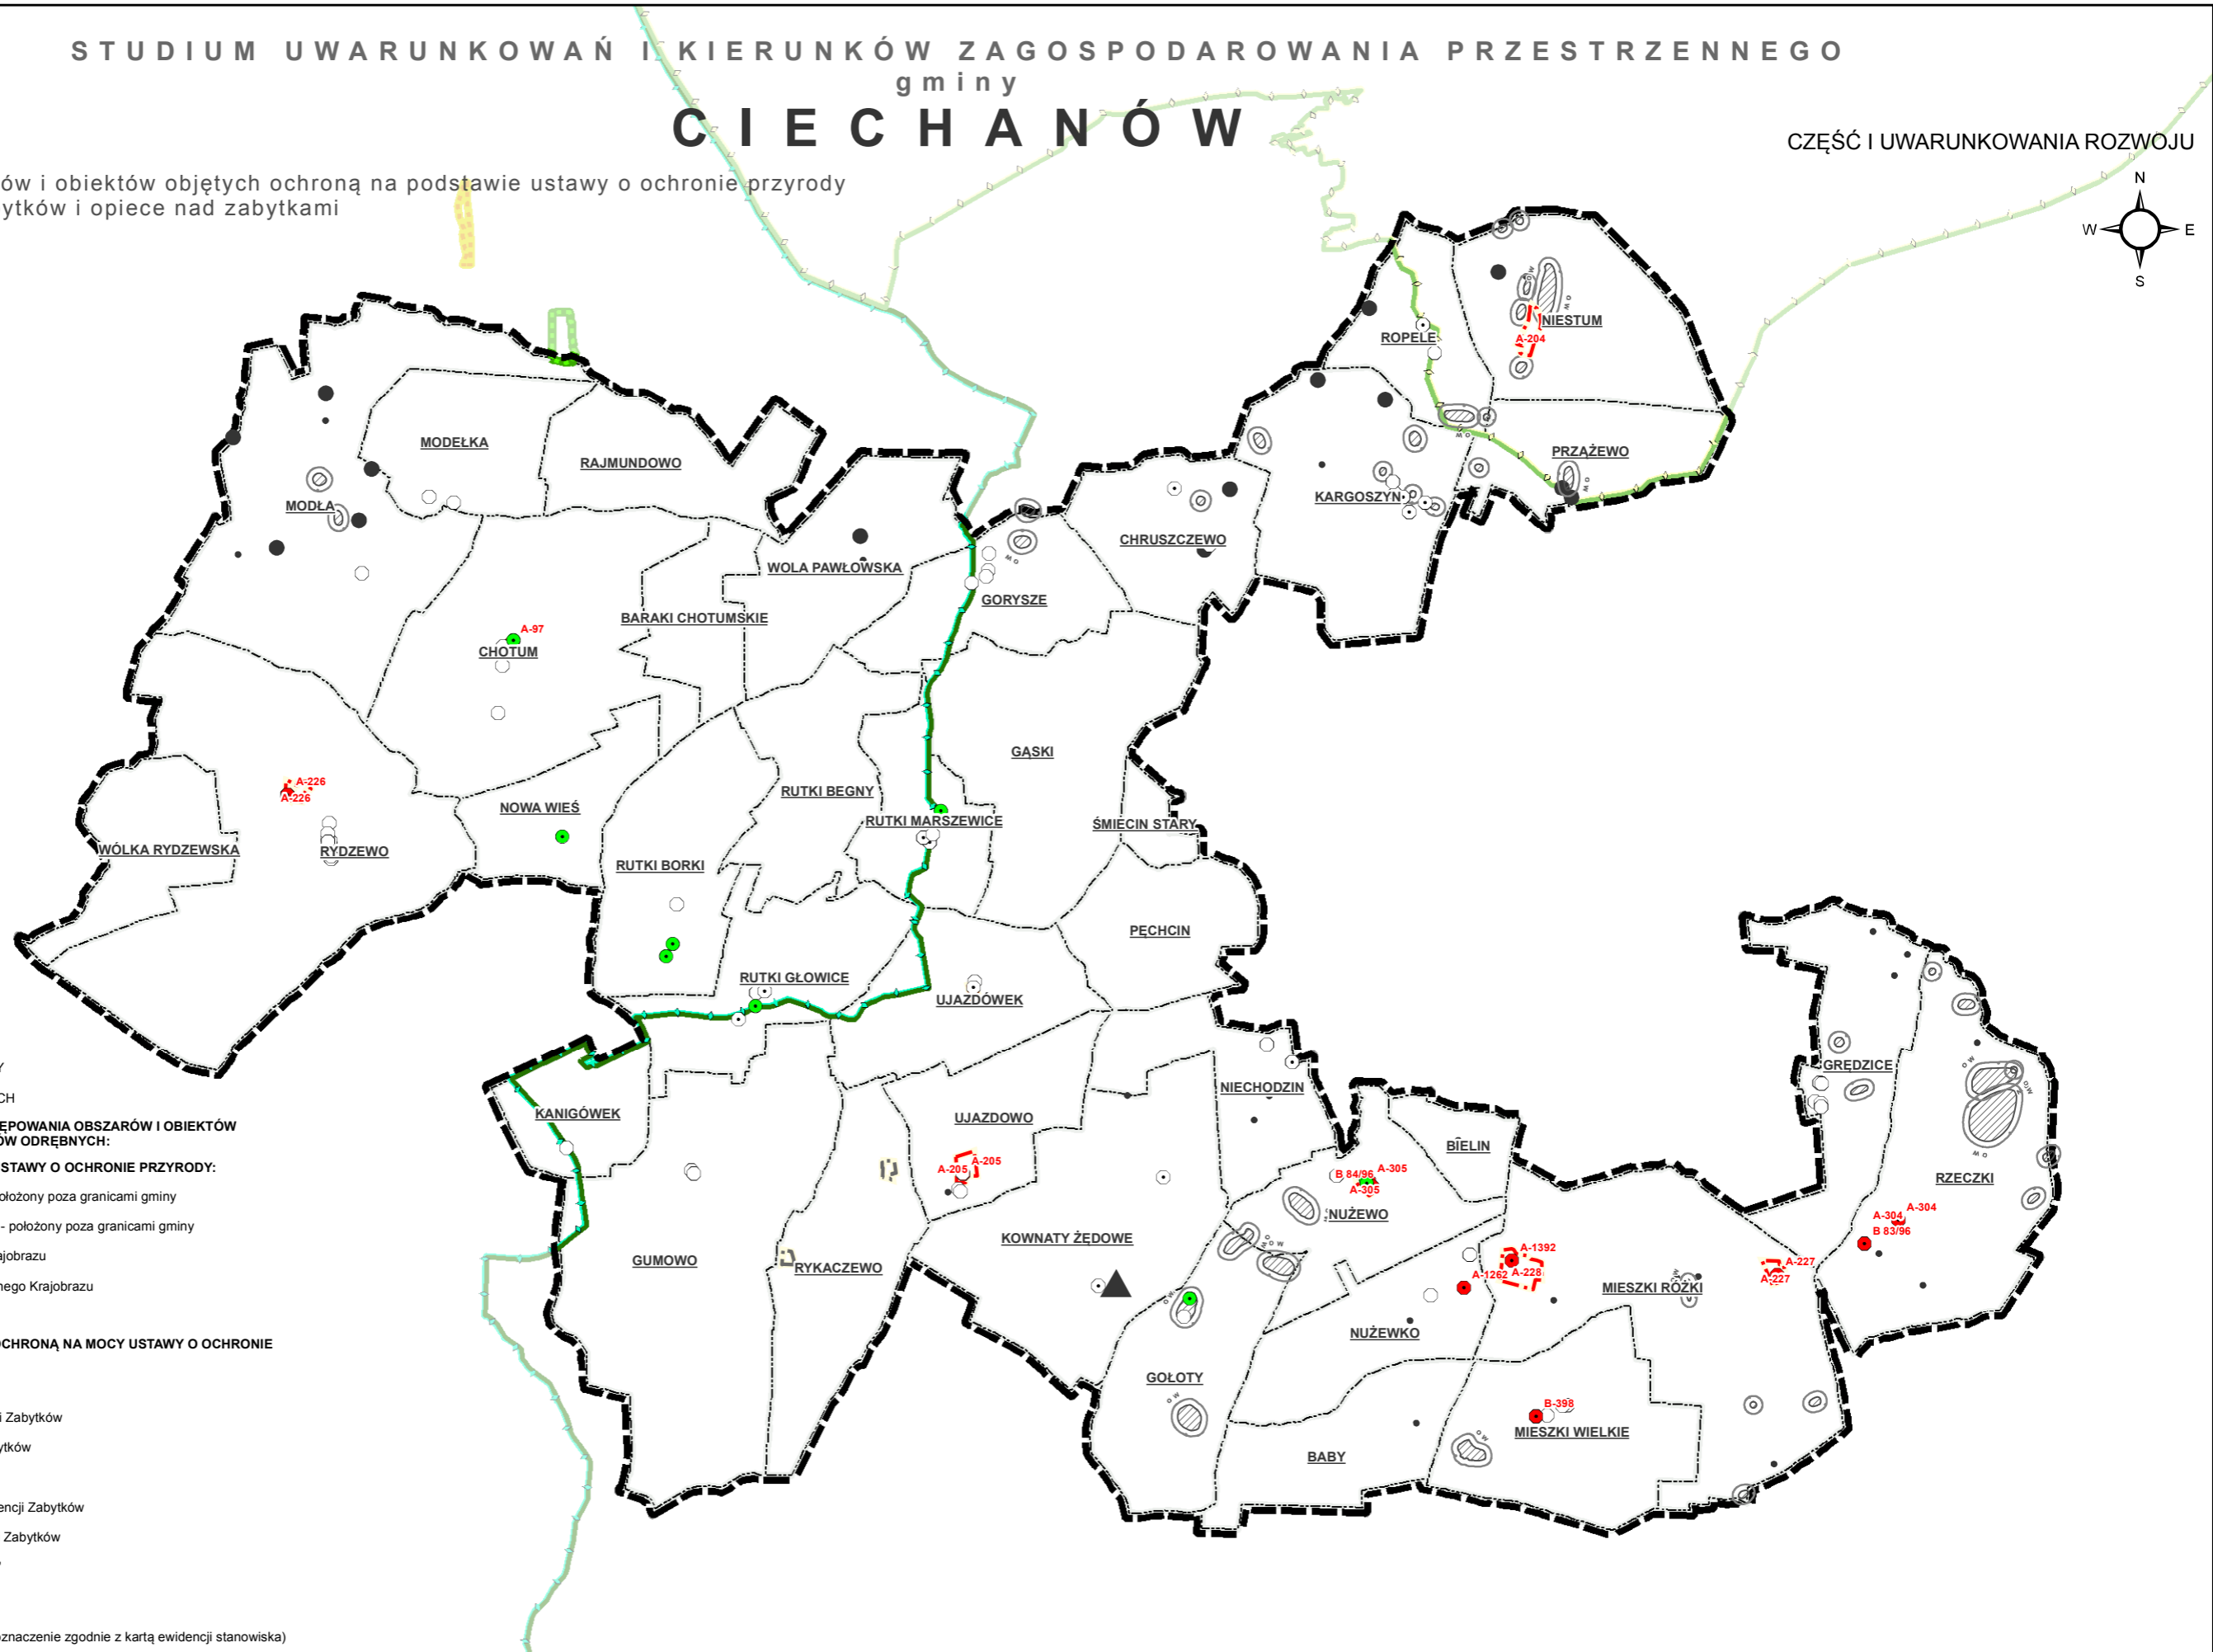 STUDIUM UWARUNKOWAŃ I KIERUNKÓW ZAGOSPODAROWANIA PRZESTRZENNEGO
gminy
CIECHANÓW
CZĘŚĆ I UWARUNKOWANIA ROZWOJU
ów i obiektów objętych ochroną na podstawie ustawy o ochronie przyrody
ytków i opiece nad zabytkami
N
W E
S
NIESTUM
A-204
ROPELE
MODEŁKA
RAJMUNDOWO
PRZĄŻEWO
KARGOSZYN
MODŁA
CHRUSZCZEWO
WOLA PAWŁOWSKA
GORYSZE
BARAKI CHOTUMSKIE
A-97
CHOTUM
GĄSKI
A-226
A-226
RUTKI BEGNY
NOWA WIEŚ
RUTKI MARSZEWICE
ŚMIECIN STARY
WÓLKA RYDZEWSKA
RYDZEWO
RUTKI BORKI
PĘCHCIN
RUTKI GŁOWICE
UJAZDÓWEK
GRĘDZICE
NIECHODZIN
KANIGÓWEK
UJAZDOWO
BIELIN
A-205
A-205
B 84/96
A-305
A-305
RZECZKI
NUŻEWO
A-304
A-304
B 83/96
KOWNATY ŻĘDOWE
GUMOWO
RYKACZEWO
A-1392
A-228
A-1262
A-227
A-227
MIESZKI RÓŻKI
NUŻEWKO
GOŁOTY
B-398
MIESZKI WIELKIE
BABY
Y
CH
ĘPOWANIA OBSZARÓW I OBIEKTÓW
ÓW ODRĘBNYCH:
STAWY O OCHRONIE PRZYRODY:
ołożony poza granicami gminy
- położony poza granicami gminy
ajobrazu
nego Krajobrazu
OCHRONĄ NA MOCY USTAWY O OCHRONIE
i Zabytków
ytków
encji Zabytków
Zabytków
oznaczenie zgodnie z kartą ewidencji stanowiska)